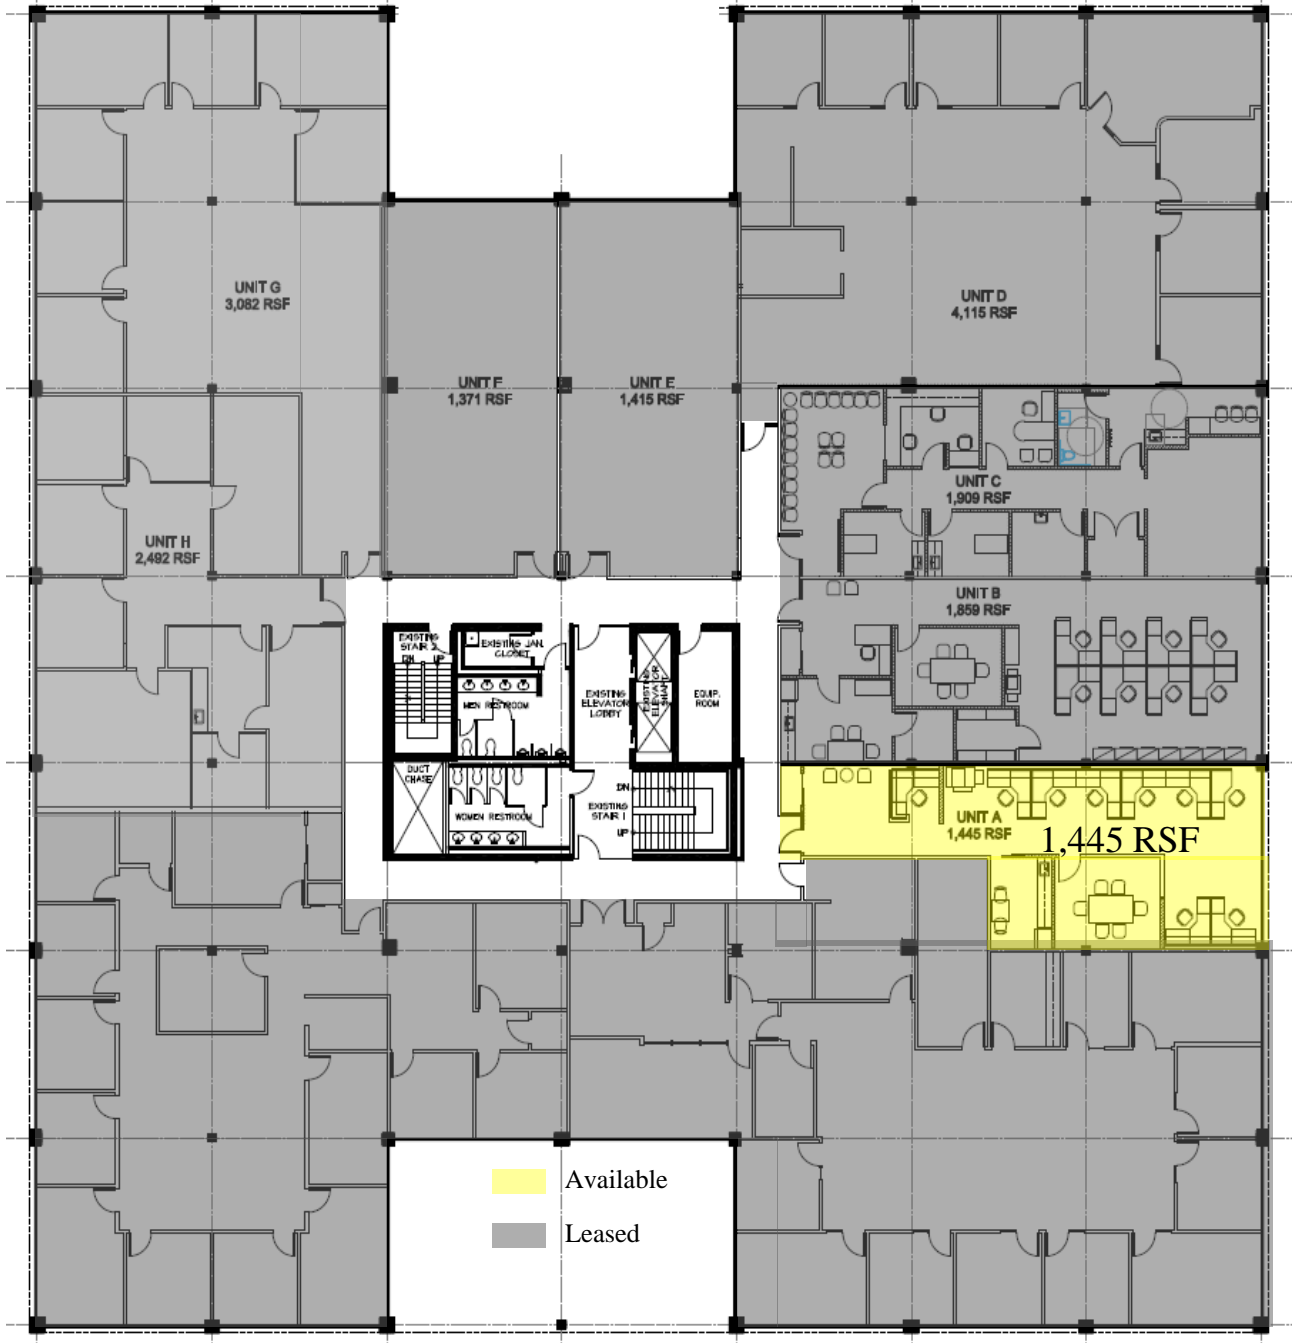 UNIT G
3,082 RSF
UNIT D
4,115 RSF
UNIT F
1,371 RSF
UNIT E
1,415 RSF
UNIT C
1,909 RSF
UNIT H
2,492 RSF
UNIT B
1,859 RSF
EXISTING
STAIR 2
DN UP
EXISTING JAN.
CLOSET
MEN RESTROOM
EXISTING
ELEVATOR
LOBBY
EXISTING
ELEVATOR
SHAFT
EQUIP.
ROOM
DUCT
CHASE
WOMEN RESTROOM
DN
EXISTING
STAIR 1
UP
UNIT A
1,445 RSF
1,445 RSF
Available
Leased